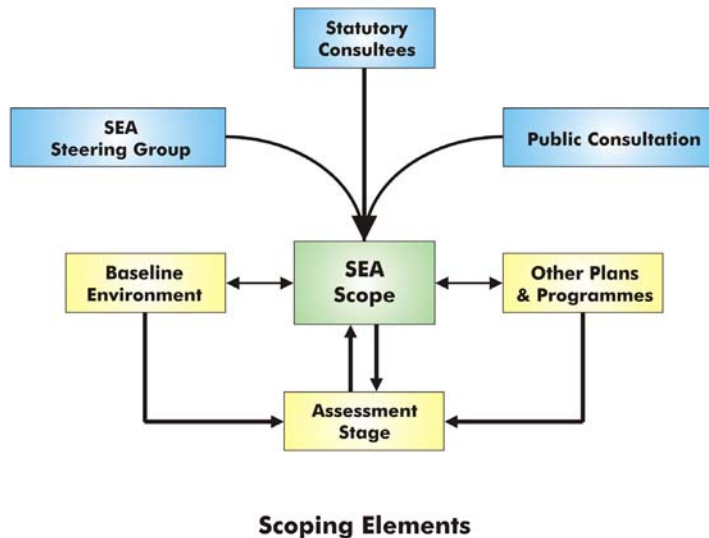 Statutory
Consultees
SEA
Steering Group
Public Consultation
Baseline
Environment
SEA
Scope
Other Plans
& Programmes
Assessment
Stage
Scoping Elements